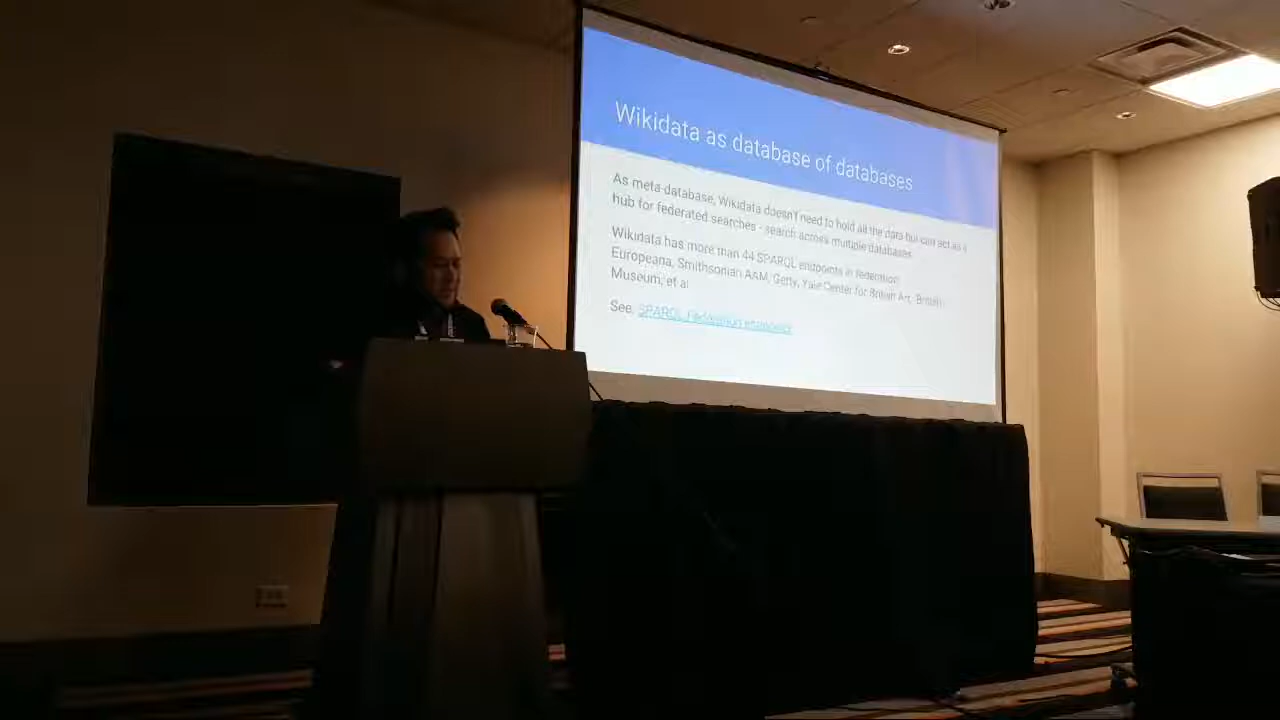 Wikidata as database of databases
As meta-database, Wikidata doesn't need to hold all the data but can act as a
hub for federated searches - search across multiple databases
Wikidata has more than 44 SPARQL endpoints in federation:
Europeana, Smithsonian AAM, Getty, Yale Center for British Art, British
Museum, et al
See: SPARQL Federation endpoints